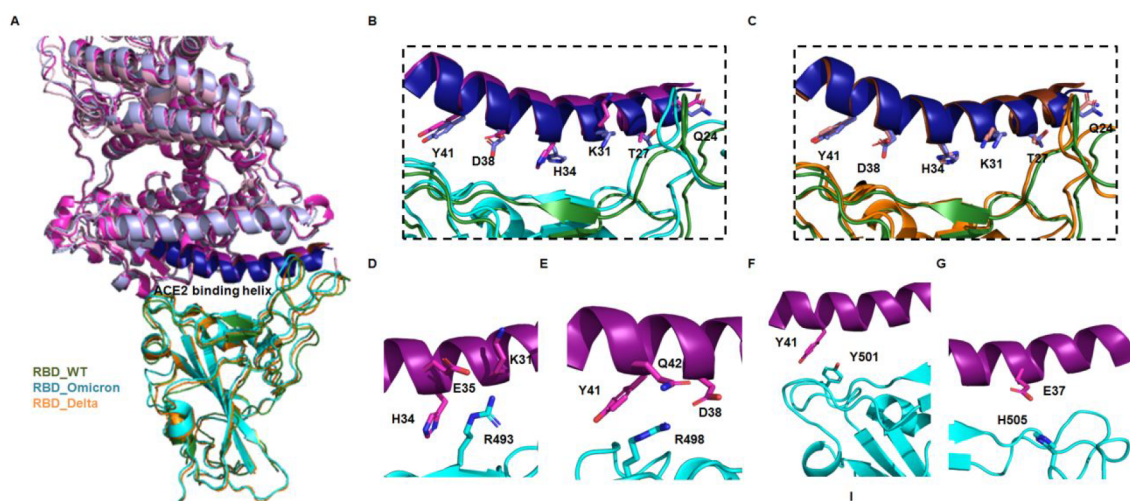 A
B
C
Y41
D38
H34
K31
T27
Q24
Y41
D38
H34
K31
T27
Q24
ACE2 binding helix
RBD_WT
RBD_Omicron
RBD_Delta
D
E
F
G
K31
E35
H34
R493
Y41
Q42
D38
R498
Y41
Y501
E37
H505
I